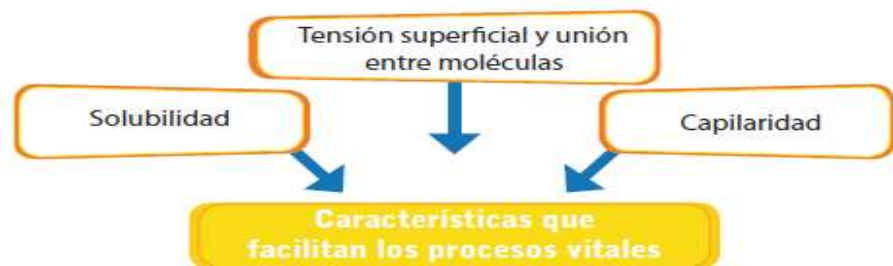 Tensión superficial y unión
entre moléculas
Solubilidad
Capilaridad
Características que
facilitan los procesos vitales